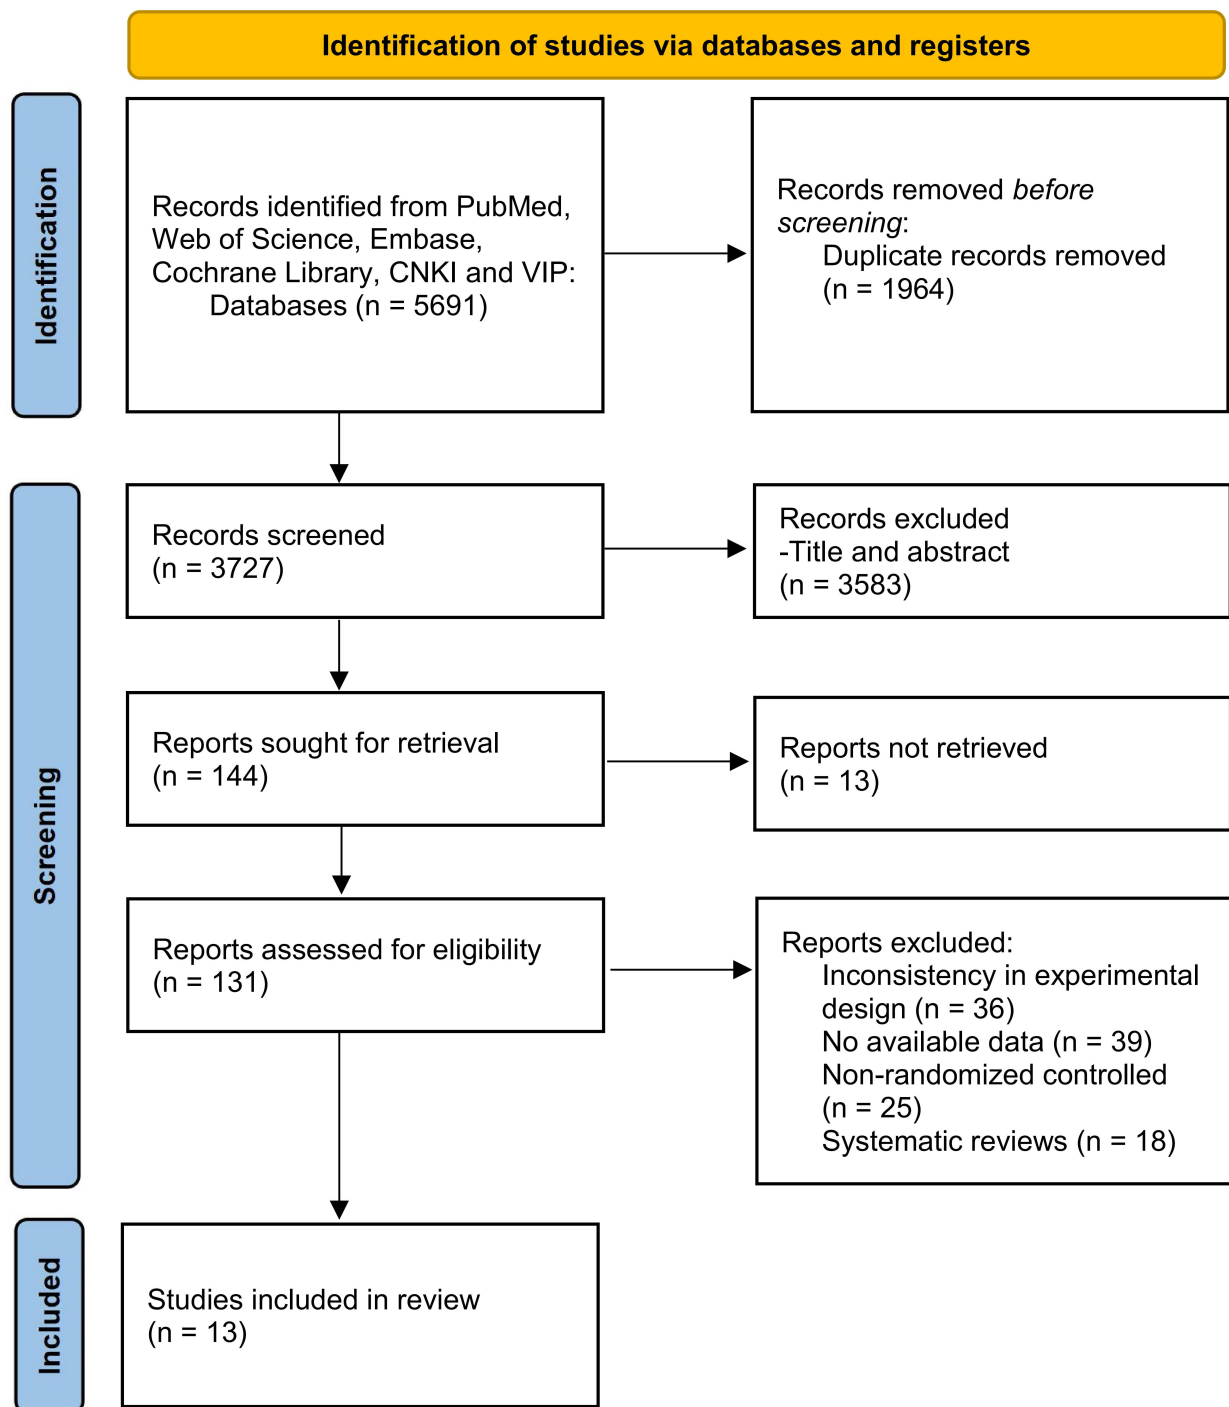 Identification of studies via databases and registers
Identification
Records identified from PubMed,
Web of Science, Embase,
Cochrane Library, CNKI and VIP:
Databases (n = 5691)
Records removed before
screening:
Duplicate records removed
(n = 1964)
Screening
Records screened
(n = 3727)
Records excluded
-Title and abstract
(n = 3583)
Reports sought for retrieval
(n = 144)
Reports not retrieved
(n = 13)
Reports assessed for eligibility
(n = 131)
Reports excluded:
Inconsistency in experimental
design (n = 36)
No available data (n = 39)
Non-randomized controlled
(n = 25)
Systematic reviews (n = 18)
Included
Studies included in review
(n = 13)